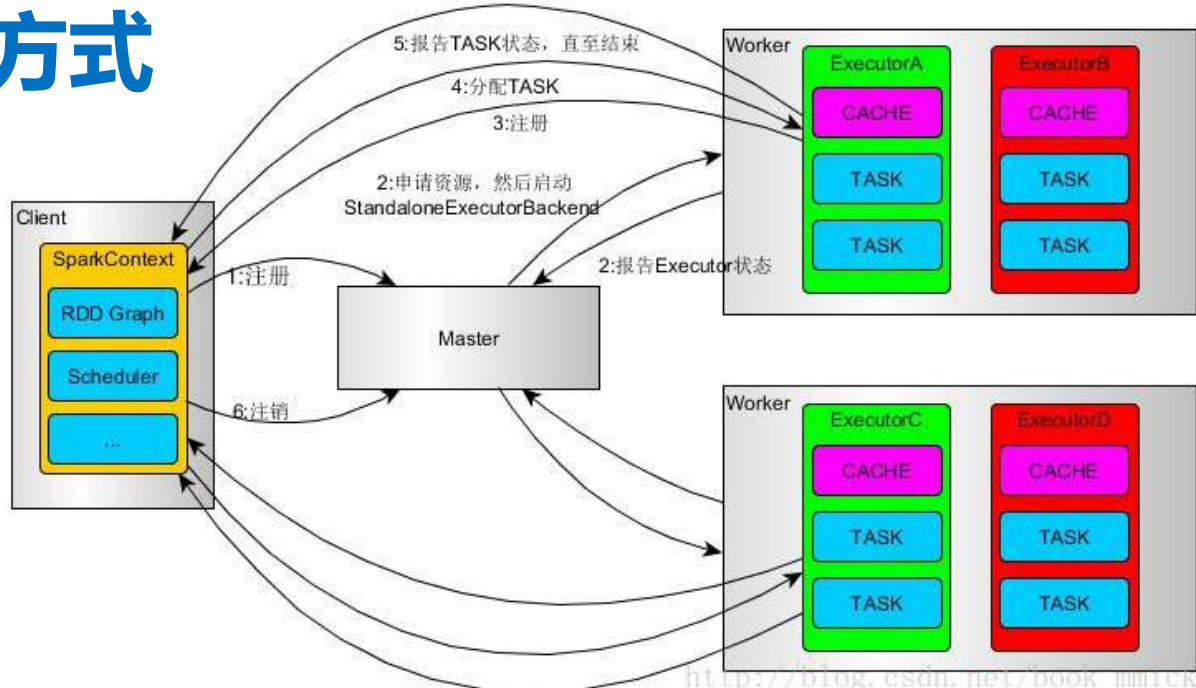 方式
5:报告TASK状态，直至结束
4:分配TASK
3:注册
2:申请资源，然后启动
StandaloneExecutorBackend
2:报告Executor状态
1:注册
6:注销
Client
SparkContext
RDD Graph
Scheduler
...
Master
Worker
ExecutorA
CACHE
TASK
TASK
ExecutorB
CACHE
TASK
TASK
Worker
ExecutorC
CACHE
TASK
TASK
ExecutorD
CACHE
TASK
TASK
http://blog.csdn.net/book_mmick